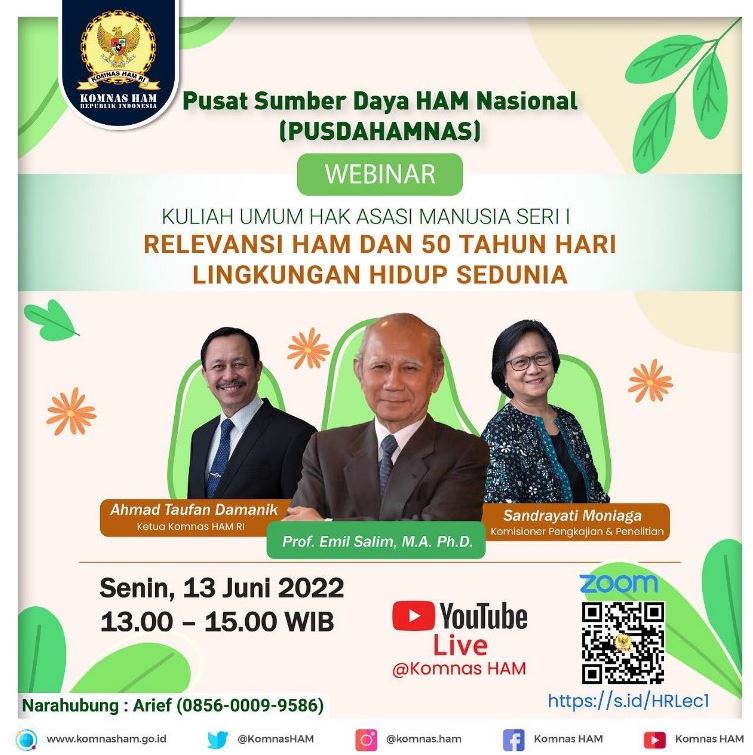 KOMNAS HAM RI
KOMNAS HAM
REPUBLIK INDONESIA
Pusat Sumber Daya HAM Nasional
(PUSDAHAMNAS)
WEBINAR
KULIAH UMUM HAK ASASI MANUSIA SERI I
RELEVANSI HAM DAN 50 TAHUN HARI
LINGKUNGAN HIDUP SEDUNIA
Ahmad Taufan Damanik
Ketua Komnas HAM RI
Prof. Emil Salim, M.A. Ph.D.
Sandrayati Moniaga
Komisioner Pengkajian & Penelitian
Senin, 13 Juni 2022
13.00 – 15.00 WIB
YouTube
Live
@Komnas HAM
zoom
https://s.id/HRLec1
Narahubung : Arief (0856-0009-9586)
www.komnasham.go.id @KomnasHAM @komnas.ham Komnas HAM Komnas HAM